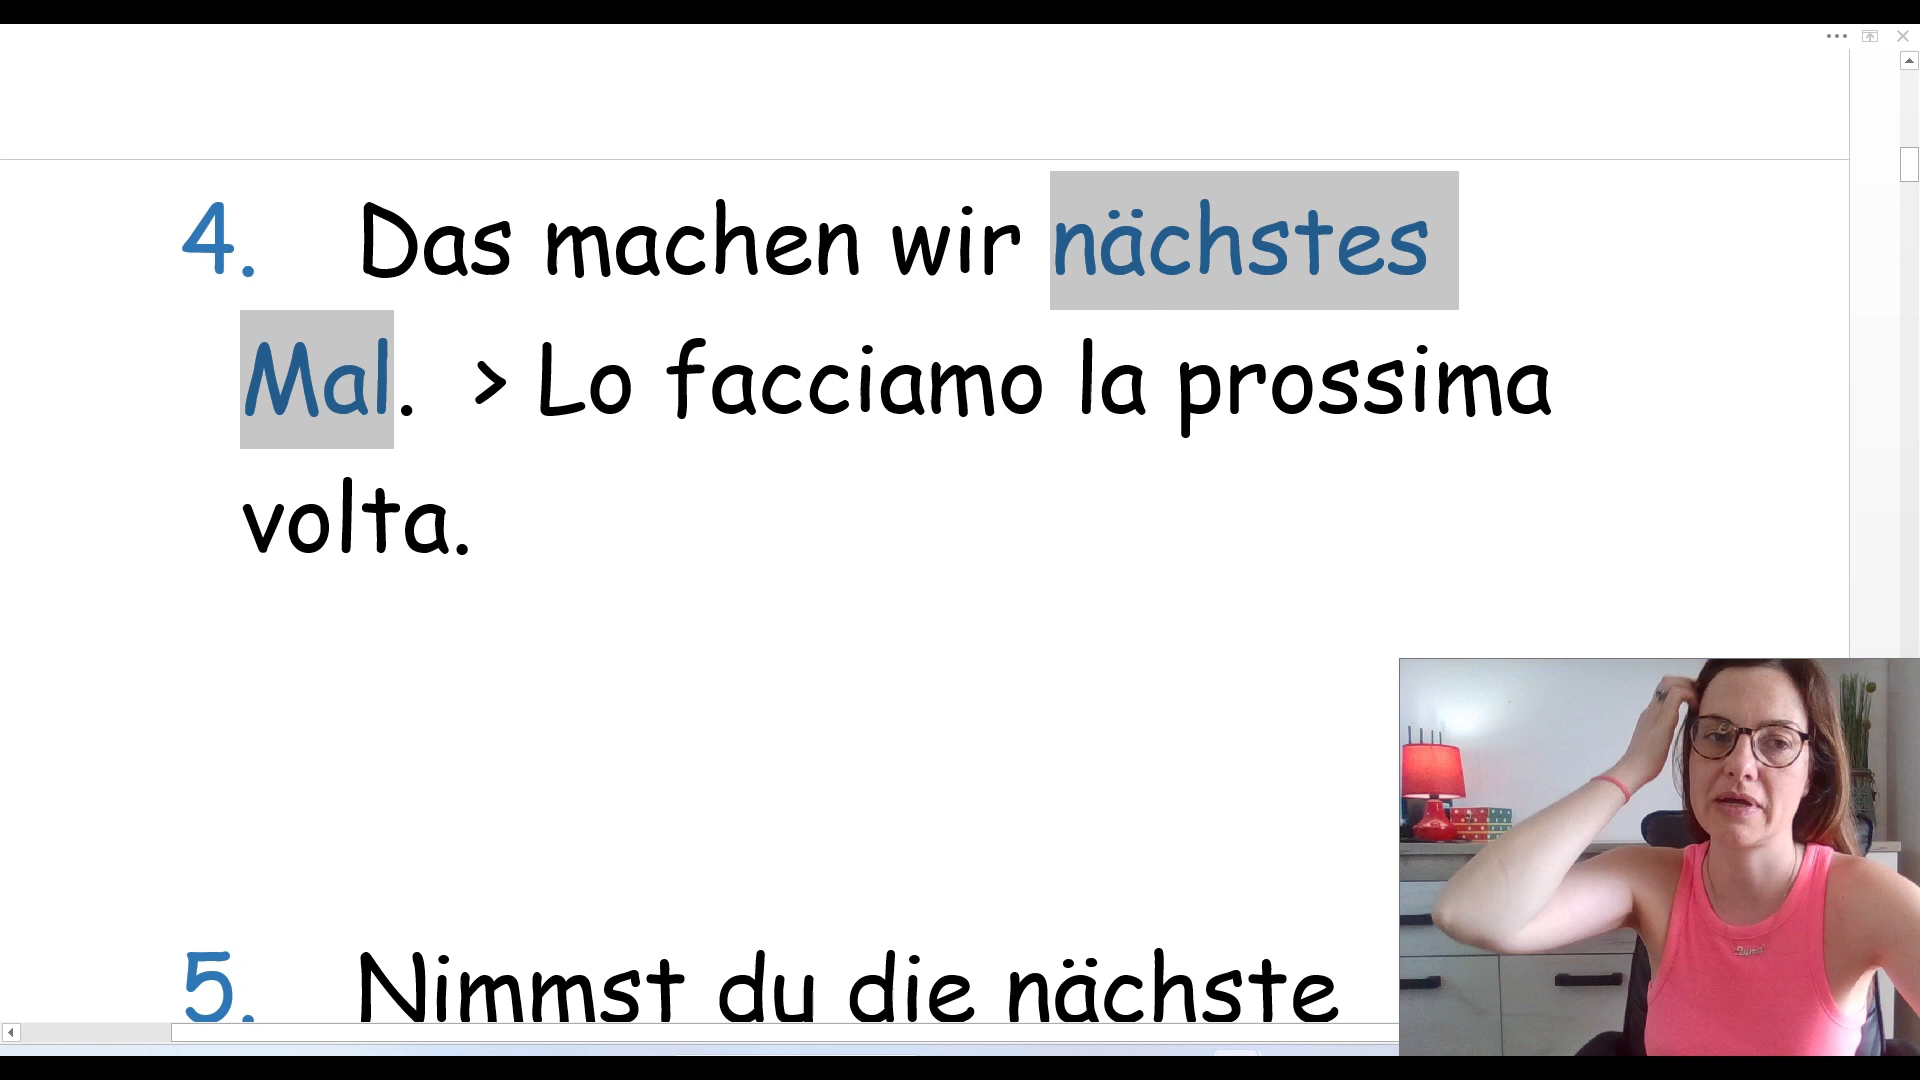 4. Das machen wir nächstes
Mal. > Lo facciamo la prossima
volta.
5. Nimmst du die nächste